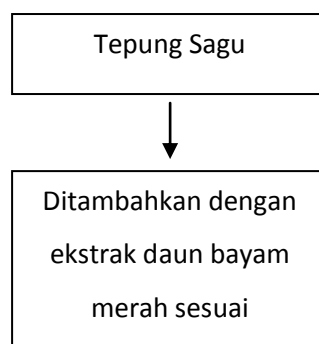 Tepung Sagu
Ditambahkan dengan
ekstrak daun bayam
merah sesuai